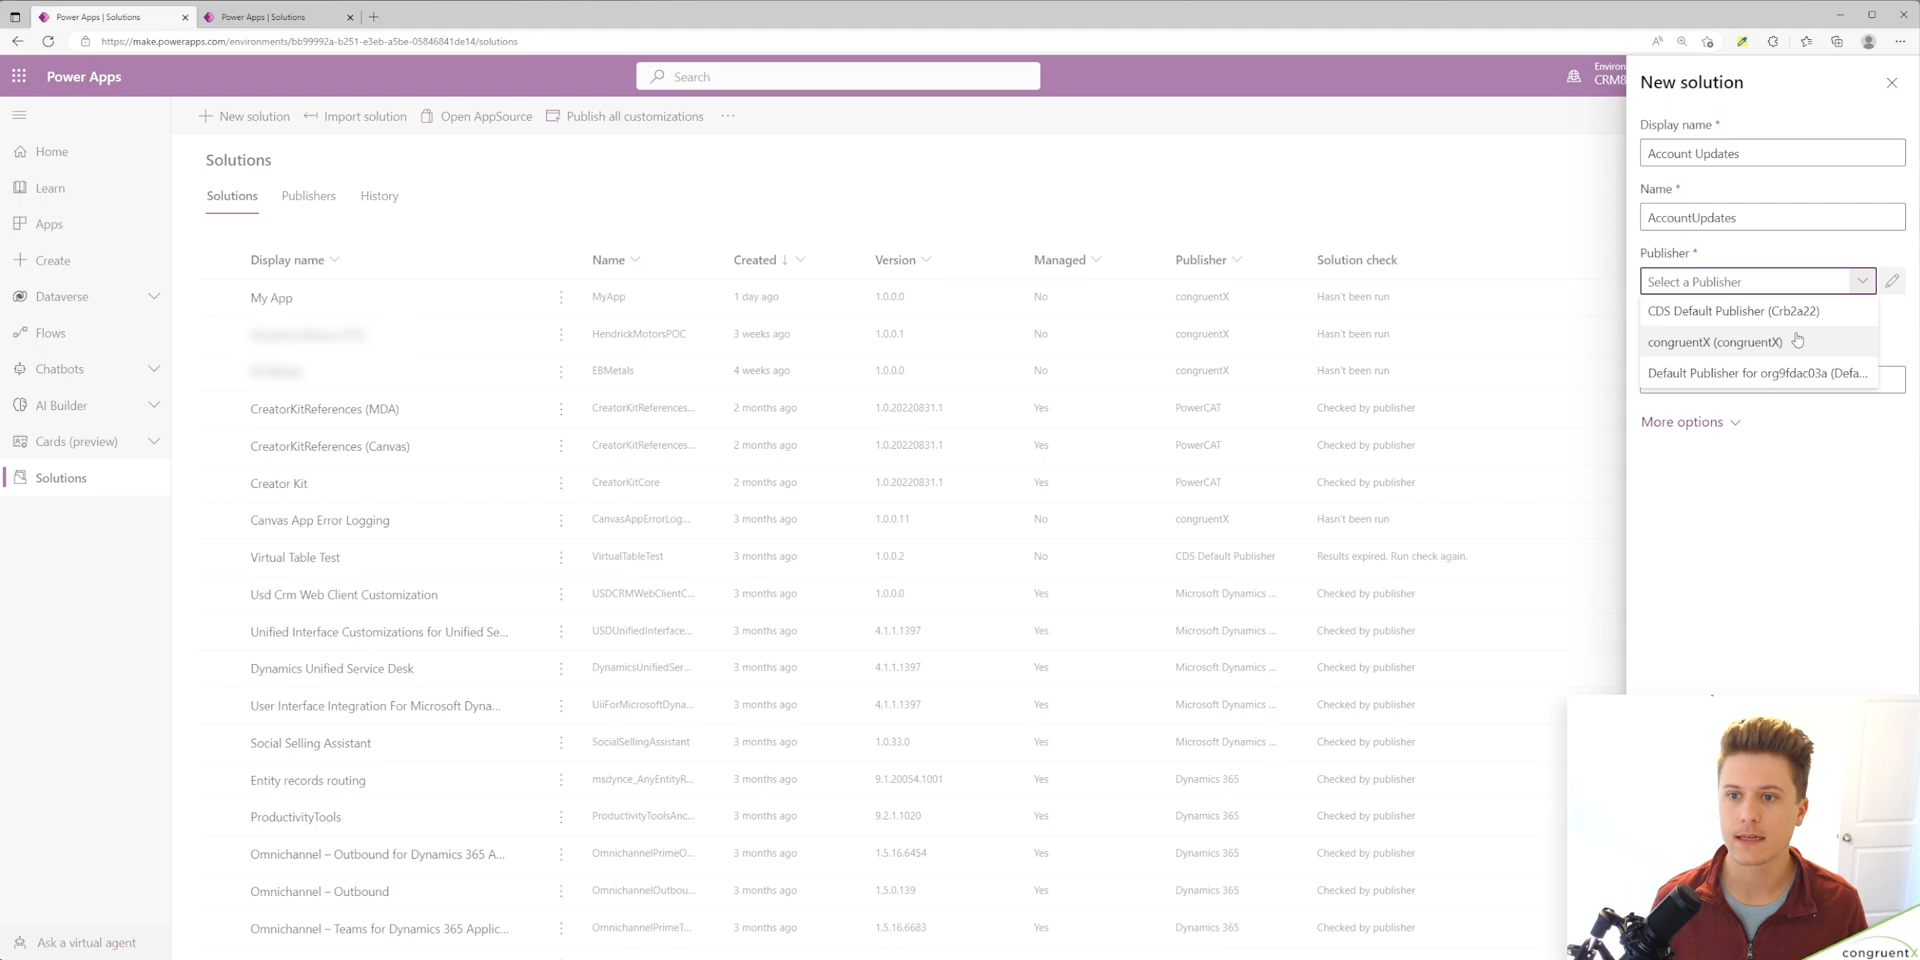 Power Apps | Solutions
Power Apps | Solutions
https://make.powerapps.com/environments/bb99992a-b251-e3eb-a5be-05846841de14/solutions
Power Apps
Search
Environ
CRM8
New solution
Import solution
Open AppSource
Publish all customizations
Home
Learn
Apps
Create
Dataverse
Flows
Chatbots
AI Builder
Cards (preview)
Solutions
Ask a virtual agent
Solutions
Solutions Publishers History
Display name Name Created Version Managed Publisher Solution check
My App MyApp 1 day ago 1.0.0.0 No congruentX Hasn't been run
HendrickMotorsPOC 3 weeks ago 1.0.0.1 No congruentX Hasn't been run
EBMetals 4 weeks ago 1.0.0.0 No congruentX Hasn't been run
CreatorKitReferences (MDA) CreatorKitReferences... 2 months ago 1.0.20220831.1 Yes PowerCAT Checked by publisher
CreatorKitReferences (Canvas) CreatorKitReferences... 2 months ago 1.0.20220831.1 Yes PowerCAT Checked by publisher
Creator Kit CreatorKitCore 2 months ago 1.0.20220831.1 Yes PowerCAT Checked by publisher
Canvas App Error Logging CanvasAppErrorLog... 3 months ago 1.0.0.11 No congruentX Hasn't been run
Virtual Table Test VirtualTableTest 3 months ago 1.0.0.2 No CDS Default Publisher Results expired. Run check again.
Usd Crm Web Client Customization USDCRMWebClientC... 3 months ago 1.0.0.0 Yes Microsoft Dynamics ... Checked by publisher
Unified Interface Customizations for Unified Se... USDUnifiedInterface... 3 months ago 4.1.1.1397 Yes Microsoft Dynamics ... Checked by publisher
Dynamics Unified Service Desk DynamicsUnifiedSer... 3 months ago 4.1.1.1397 Yes Microsoft Dynamics ... Checked by publisher
User Interface Integration For Microsoft Dyna... UiiForMicrosoftDyna... 3 months ago 4.1.1.1397 Yes Microsoft Dynamics ... Checked by publisher
Social Selling Assistant SocialSellingAssistant 3 months ago 1.0.33.0 Yes Microsoft Dynamics ... Checked by publisher
Entity records routing msdynce_AnyEntityR... 3 months ago 9.1.20054.1001 Yes Dynamics 365 Checked by publisher
ProductivityTools ProductivityToolsAnc... 3 months ago 9.2.1.1020 Yes Dynamics 365 Checked by publisher
Omnichannel – Outbound for Dynamics 365 A... OmnichannelPrimeO... 3 months ago 1.5.16.6454 Yes Dynamics 365 Checked by publisher
Omnichannel – Outbound OmnichannelOutbou... 3 months ago 1.5.0.139 Yes Dynamics 365 Checked by publisher
Omnichannel – Teams for Dynamics 365 Applic... OmnichannelPrimeT... 3 months ago 1.5.16.6683 Yes Dynamics 365 Checked by publisher
New solution
Display name *
Account Updates
Name *
AccountUpdates
Publisher *
Select a Publisher
CDS Default Publisher (Crb2a22)
congruentX (congruentX)
Default Publisher for org9fdac03a (Defa...
More options
congruentX